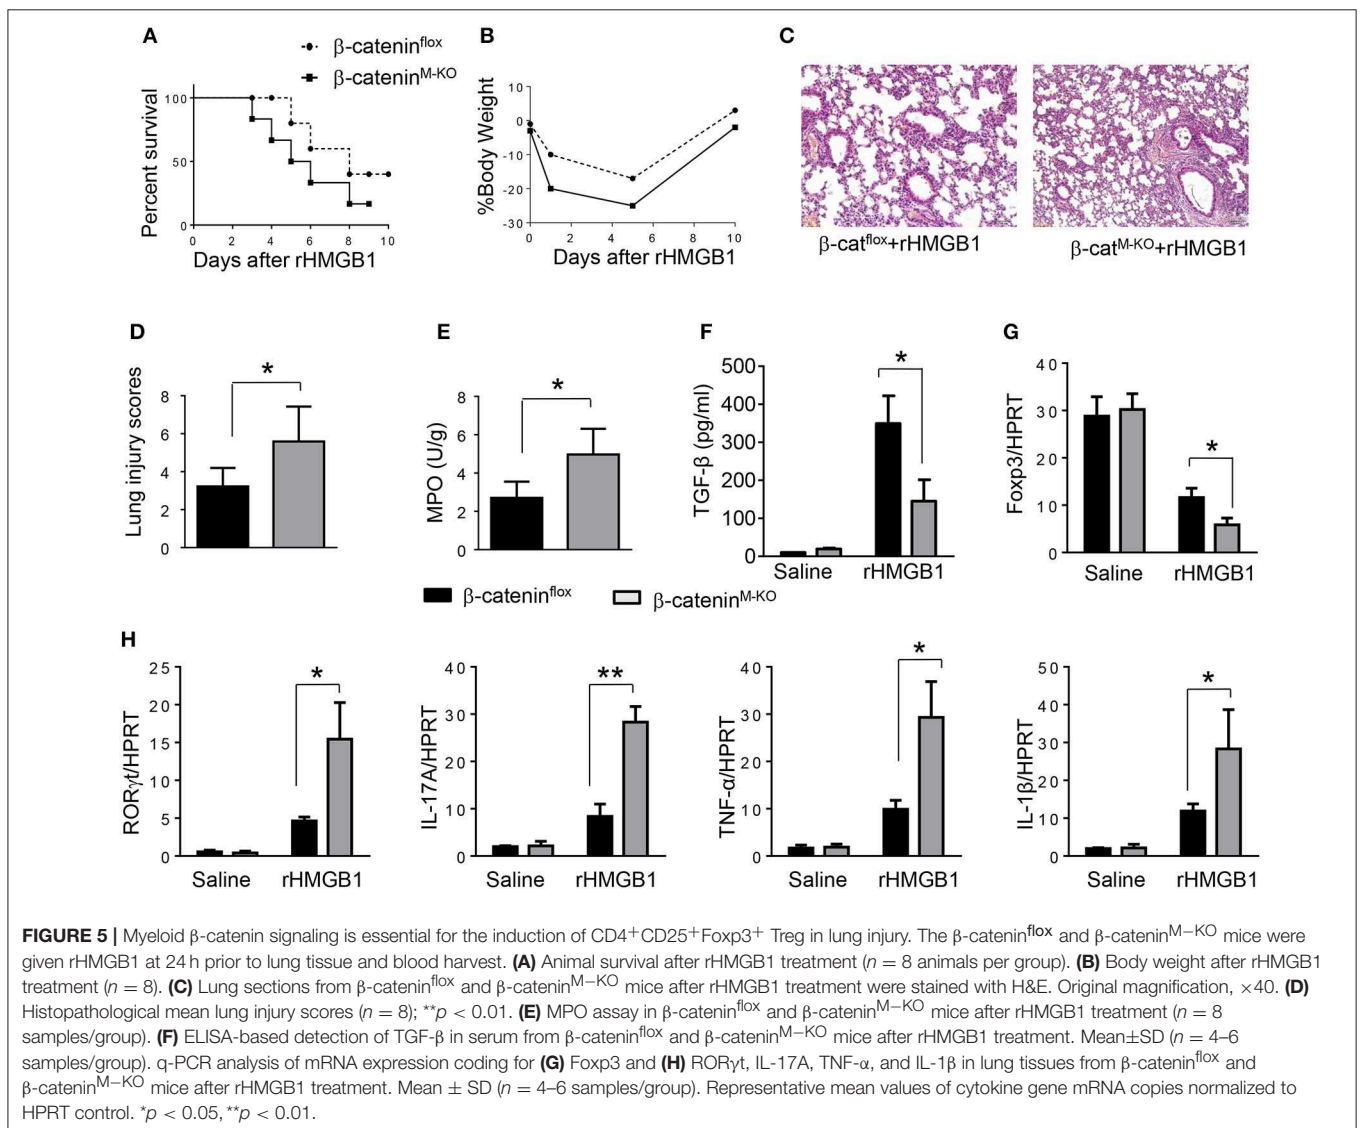 A
β-catenin^flox
β-catenin^M-KO
Percent survival
100
50
0
0 2 4 6 8 10
Days after rHMGB1
B
%Body Weight
10
0
-10
-20
-30
0 2 4 6 8 10
Days after rHMGB1
C
β-cat^flox+rHMGB1
β-cat^M-KO+rHMGB1
D
Lung injury scores
8
6
4
2
0
*
E
MPO (U/g)
8
6
4
2
0
*
F
TGF-β (pg/ml)
500
400
300
200
100
0
*
Saline rHMGB1
G
Foxp3/HPRT
40
30
20
10
0
*
Saline rHMGB1
β-catenin^flox
β-catenin^M-KO
H
RORγt/HPRT
25
20
15
10
5
0
*
Saline rHMGB1
IL-17A/HPRT
40
30
20
10
0
**
Saline rHMGB1
TNF-α/HPRT
40
30
20
10
0
*
Saline rHMGB1
IL-1β/HPRT
50
40
30
20
10
0
*
Saline rHMGB1
FIGURE 5 | Myeloid β-catenin signaling is essential for the induction of CD4+CD25+Foxp3+ Treg in lung injury. The β-catenin^flox and β-catenin^M−KO mice were
given rHMGB1 at 24 h prior to lung tissue and blood harvest. (A) Animal survival after rHMGB1 treatment (n = 8 animals per group). (B) Body weight after rHMGB1
treatment (n = 8). (C) Lung sections from β-catenin^flox and β-catenin^M−KO mice after rHMGB1 treatment were stained with H&E. Original magnification, ×40. (D)
Histopathological mean lung injury scores (n = 8); **p < 0.01. (E) MPO assay in β-catenin^flox and β-catenin^M−KO mice after rHMGB1 treatment (n = 8
samples/group). (F) ELISA-based detection of TGF-β in serum from β-catenin^flox and β-catenin^M−KO mice after rHMGB1 treatment. Mean±SD (n = 4–6
samples/group). q-PCR analysis of mRNA expression coding for (G) Foxp3 and (H) RORγt, IL-17A, TNF-α, and IL-1β in lung tissues from β-catenin^flox and
β-catenin^M−KO mice after rHMGB1 treatment. Mean ± SD (n = 4–6 samples/group). Representative mean values of cytokine gene mRNA copies normalized to
HPRT control. *p < 0.05, **p < 0.01.